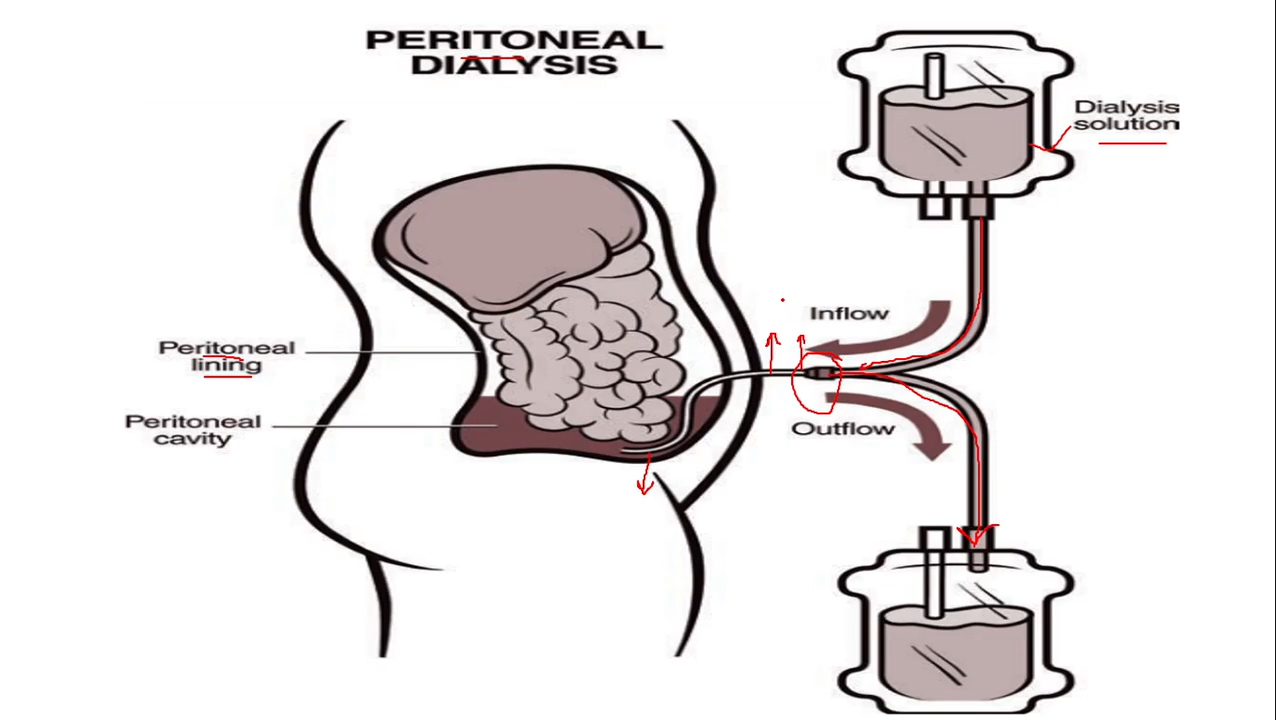 PERITONEAL
DIALYSIS
Dialysis
solution
Inflow
Peritoneal
lining
Peritoneal
cavity
Outflow